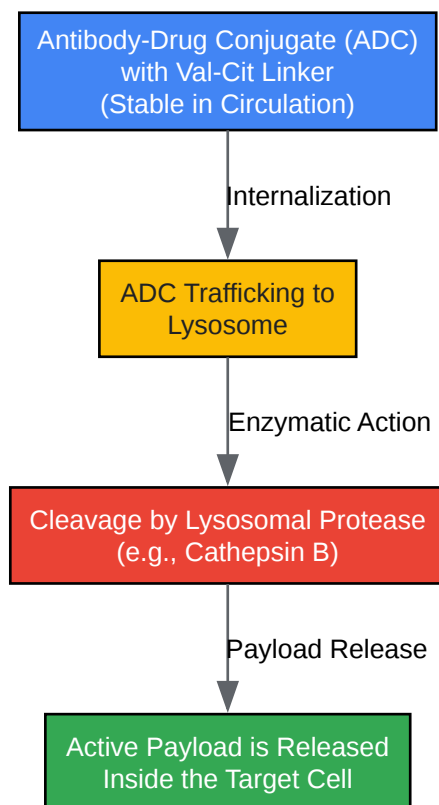 Antibody-Drug Conjugate (ADC)
with Val-Cit Linker
(Stable in Circulation)
Internalization
ADC Trafficking to
Lysosome
Enzymatic Action
Cleavage by Lysosomal Protease
(e.g., Cathepsin B)
Payload Release
Active Payload is Released
Inside the Target Cell